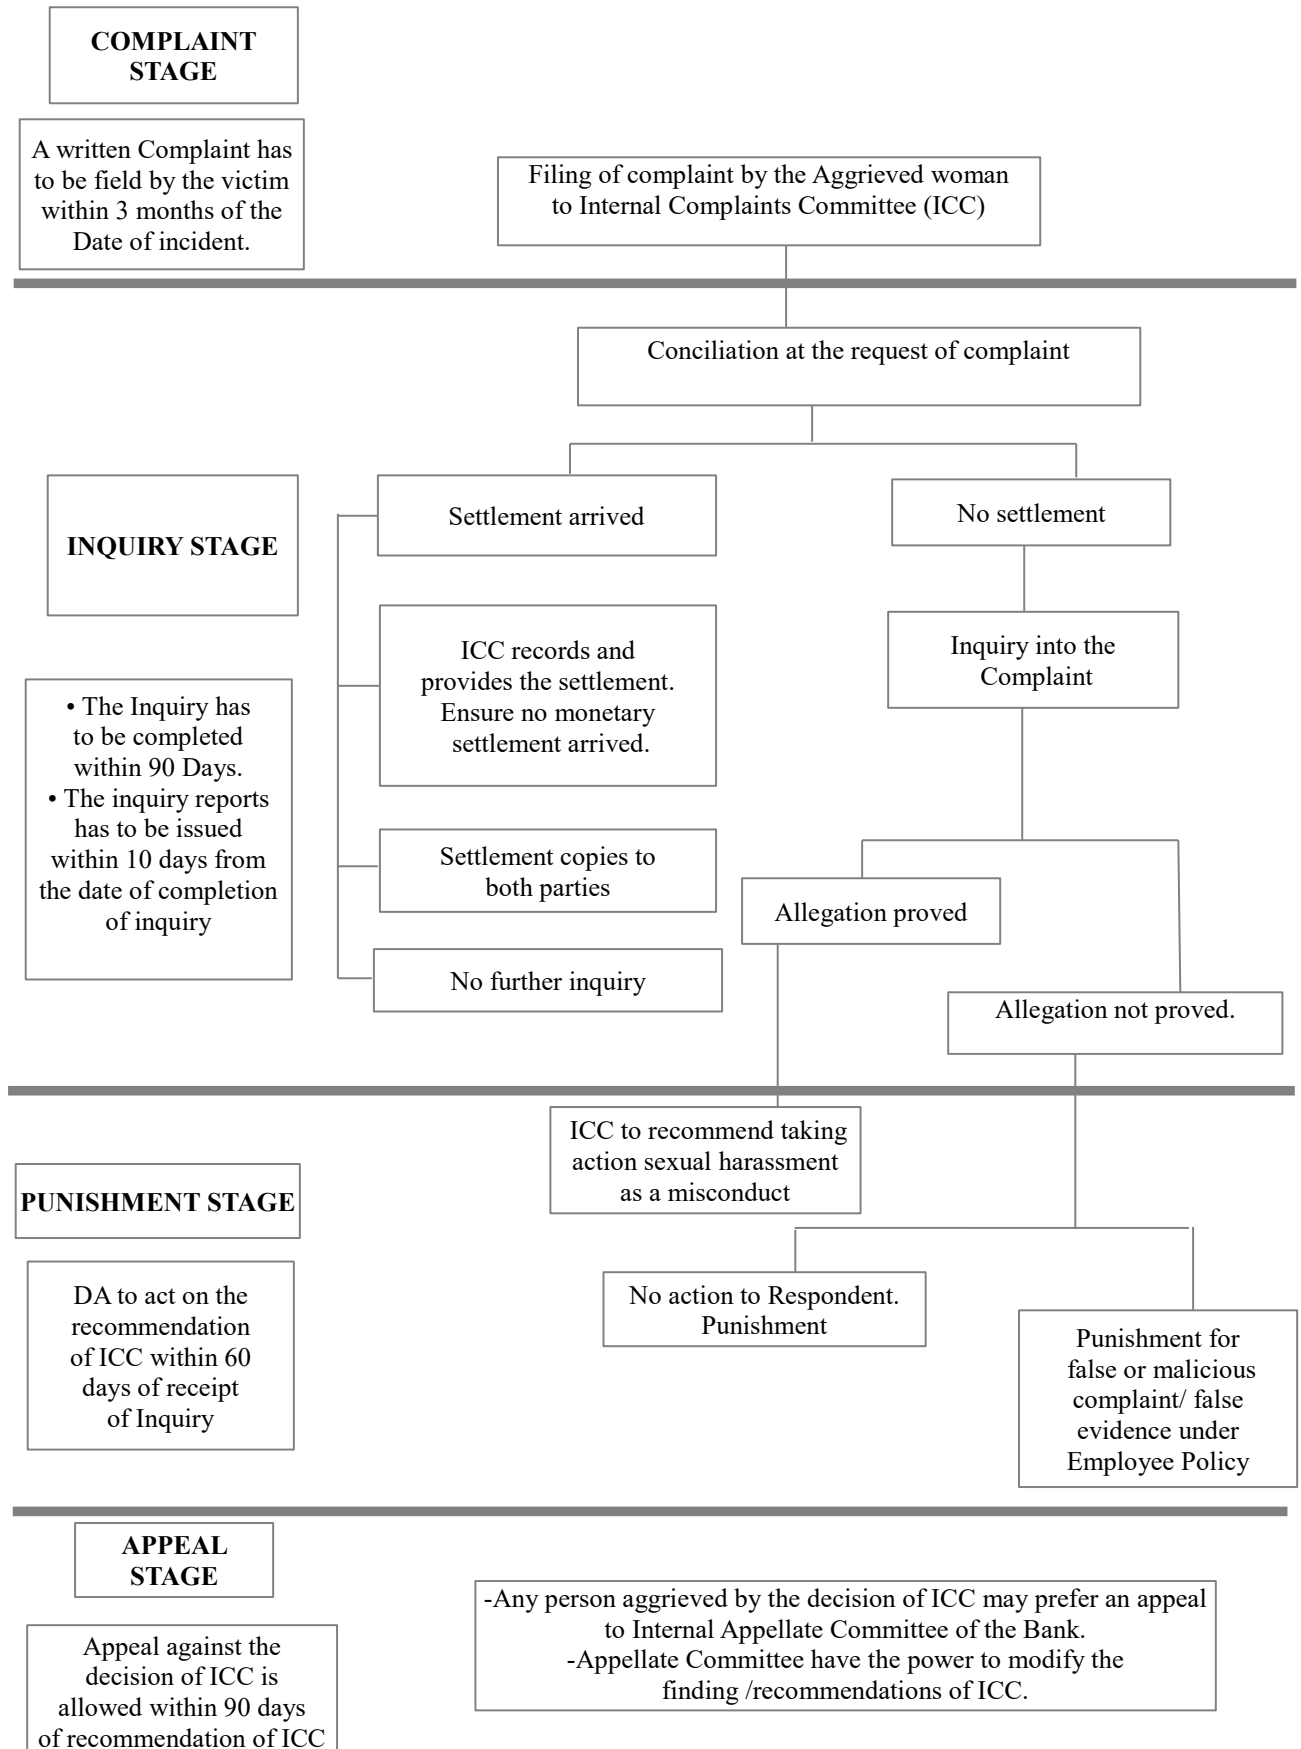 COMPLAINT
STAGE
A written Complaint has
to be field by the victim
within 3 months of the
Date of incident.
Filing of complaint by the Aggrieved woman
to Internal Complaints Committee (ICC)
Conciliation at the request of complaint
INQUIRY STAGE
• The Inquiry has
to be completed
within 90 Days.
• The inquiry reports
has to be issued
within 10 days from
the date of completion
of inquiry
Settlement arrived
ICC records and
provides the settlement.
Ensure no monetary
settlement arrived.
Settlement copies to
both parties
No further inquiry
No settlement
Inquiry into the
Complaint
Allegation proved
Allegation not proved.
PUNISHMENT STAGE
DA to act on the
recommendation
of ICC within 60
days of receipt
of Inquiry
ICC to recommend taking
action sexual harassment
as a misconduct
No action to Respondent.
Punishment
Punishment for
false or malicious
complaint/ false
evidence under
Employee Policy
APPEAL
STAGE
Appeal against the
decision of ICC is
allowed within 90 days
of recommendation of ICC
-Any person aggrieved by the decision of ICC may prefer an appeal
to Internal Appellate Committee of the Bank.
-Appellate Committee have the power to modify the
finding /recommendations of ICC.